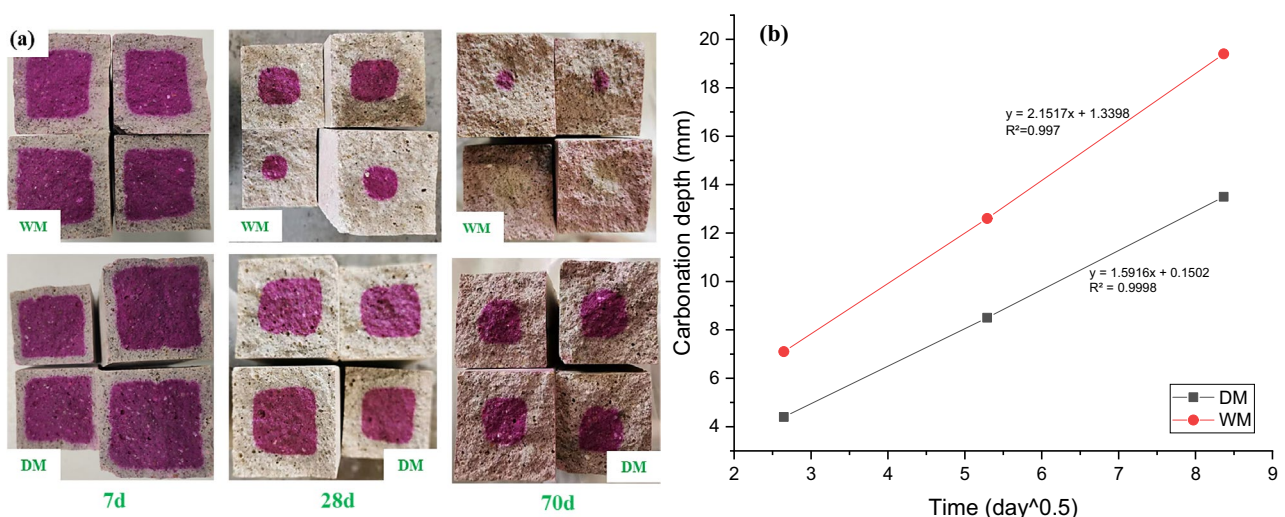 (a)
WM
WM
WM
DM
DM
DM
7d
28d
70d
(b)
20
18
16
14
12
10
8
6
4
Carbonation depth (mm)
y = 2.1517x + 1.3398
R²=0.997
y = 1.5916x + 0.1502
R² = 0.9998
DM
WM
2
3
4
5
6
7
8
9
Time (day^0.5)